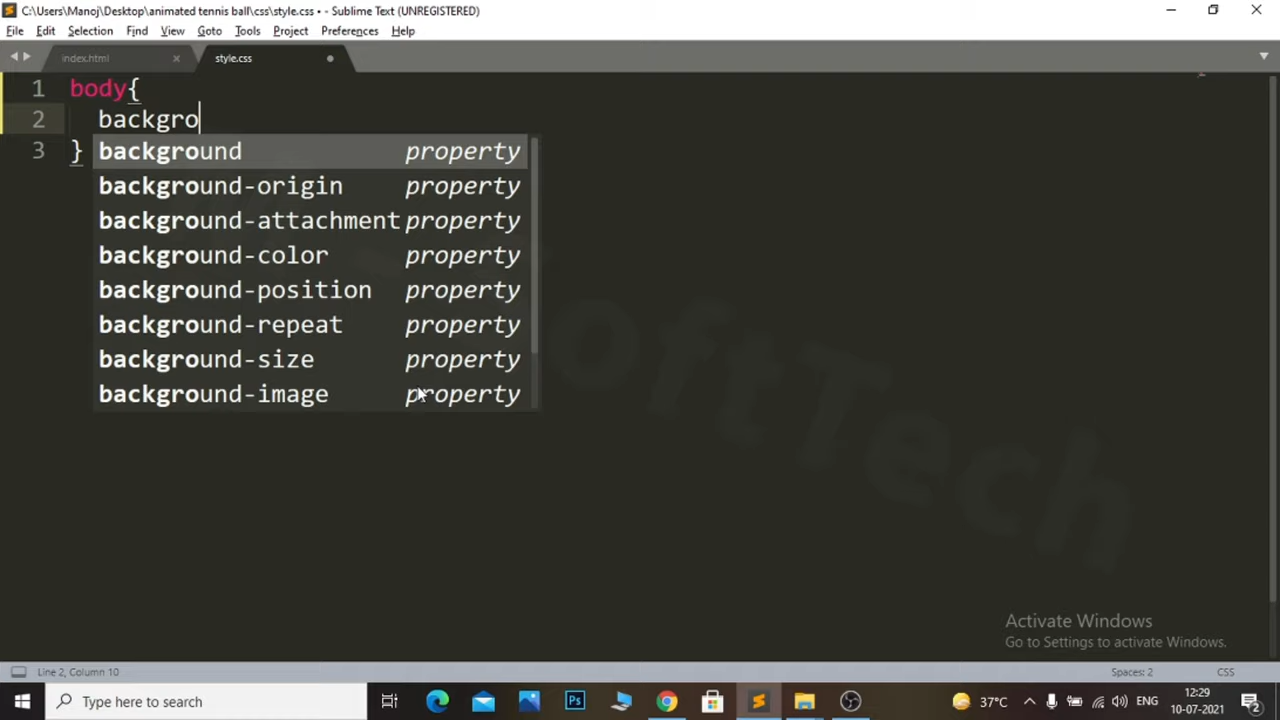 C:\Users\Manoj\Desktop\animated tennis ball\css\style.css • - Sublime Text (UNREGISTERED)
File Edit Selection Find View Goto Tools Project Preferences Help
index.html style.css
1 body{
2 backgro
3 }
background property
background-origin property
background-attachment property
background-color property
background-position property
background-repeat property
background-size property
background-image property
SoftTech
Activate Windows
Go to Settings to activate Windows.
Line 2, Column 10 Spaces: 2 CSS
Type here to search Ps 37°C ENG 12:29
10-07-2021 2